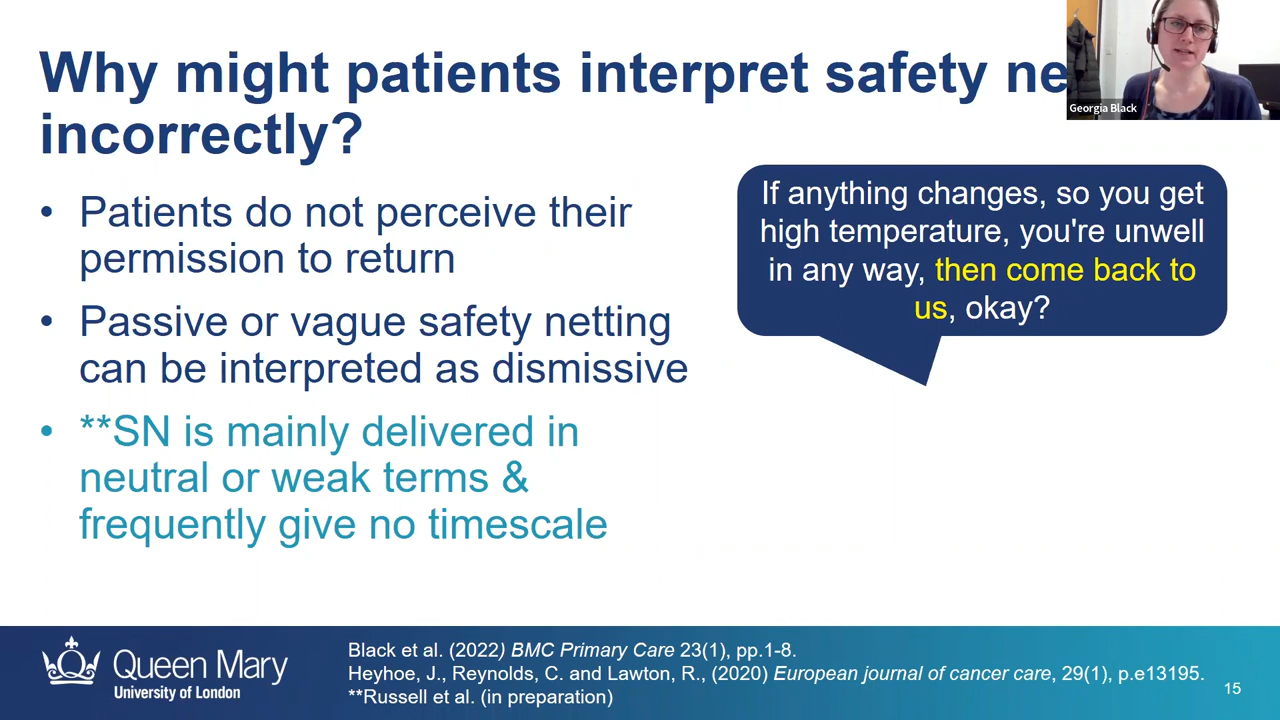 Why might patients interpret safety ne
incorrectly?
Georgia Black
• Patients do not perceive their
permission to return
• Passive or vague safety netting
can be interpreted as dismissive
• **SN is mainly delivered in
neutral or weak terms &
frequently give no timescale
If anything changes, so you get
high temperature, you're unwell
in any way, then come back to
us, okay?
Queen Mary
University of London
Black et al. (2022) BMC Primary Care 23(1), pp.1-8.
Heyhoe, J., Reynolds, C. and Lawton, R., (2020) European journal of cancer care, 29(1), p.e13195.
**Russell et al. (in preparation)
15